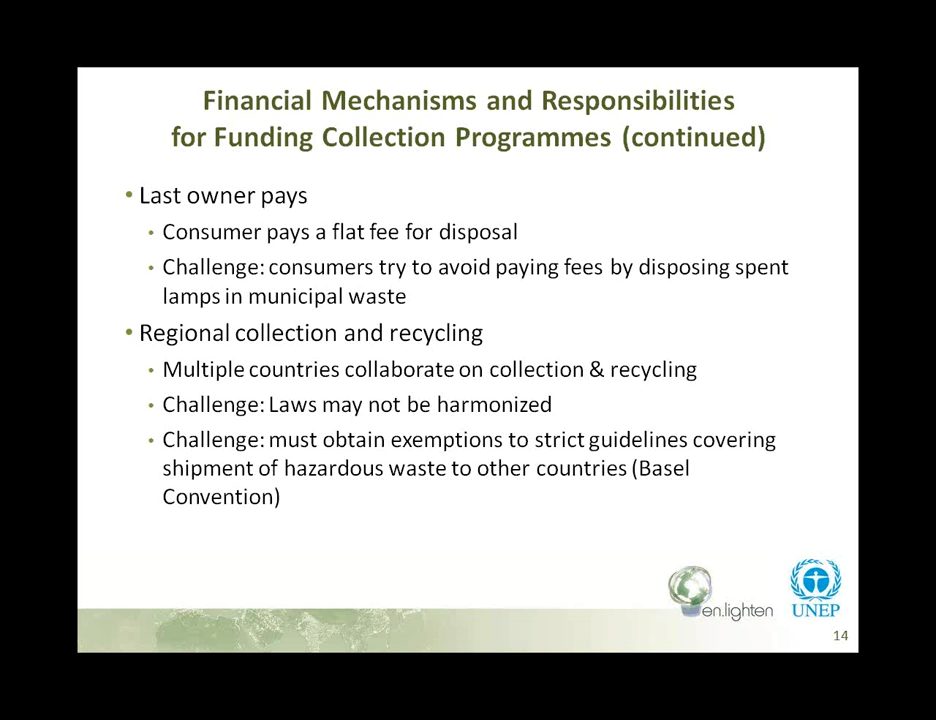 Financial Mechanisms and Responsibilities
for Funding Collection Programmes (continued)
• Last owner pays
• Consumer pays a flat fee for disposal
• Challenge: consumers try to avoid paying fees by disposing spent
lamps in municipal waste
• Regional collection and recycling
• Multiple countries collaborate on collection & recycling
• Challenge: Laws may not be harmonized
• Challenge: must obtain exemptions to strict guidelines covering
shipment of hazardous waste to other countries (Basel
Convention)
en.lighten
UNEP
14